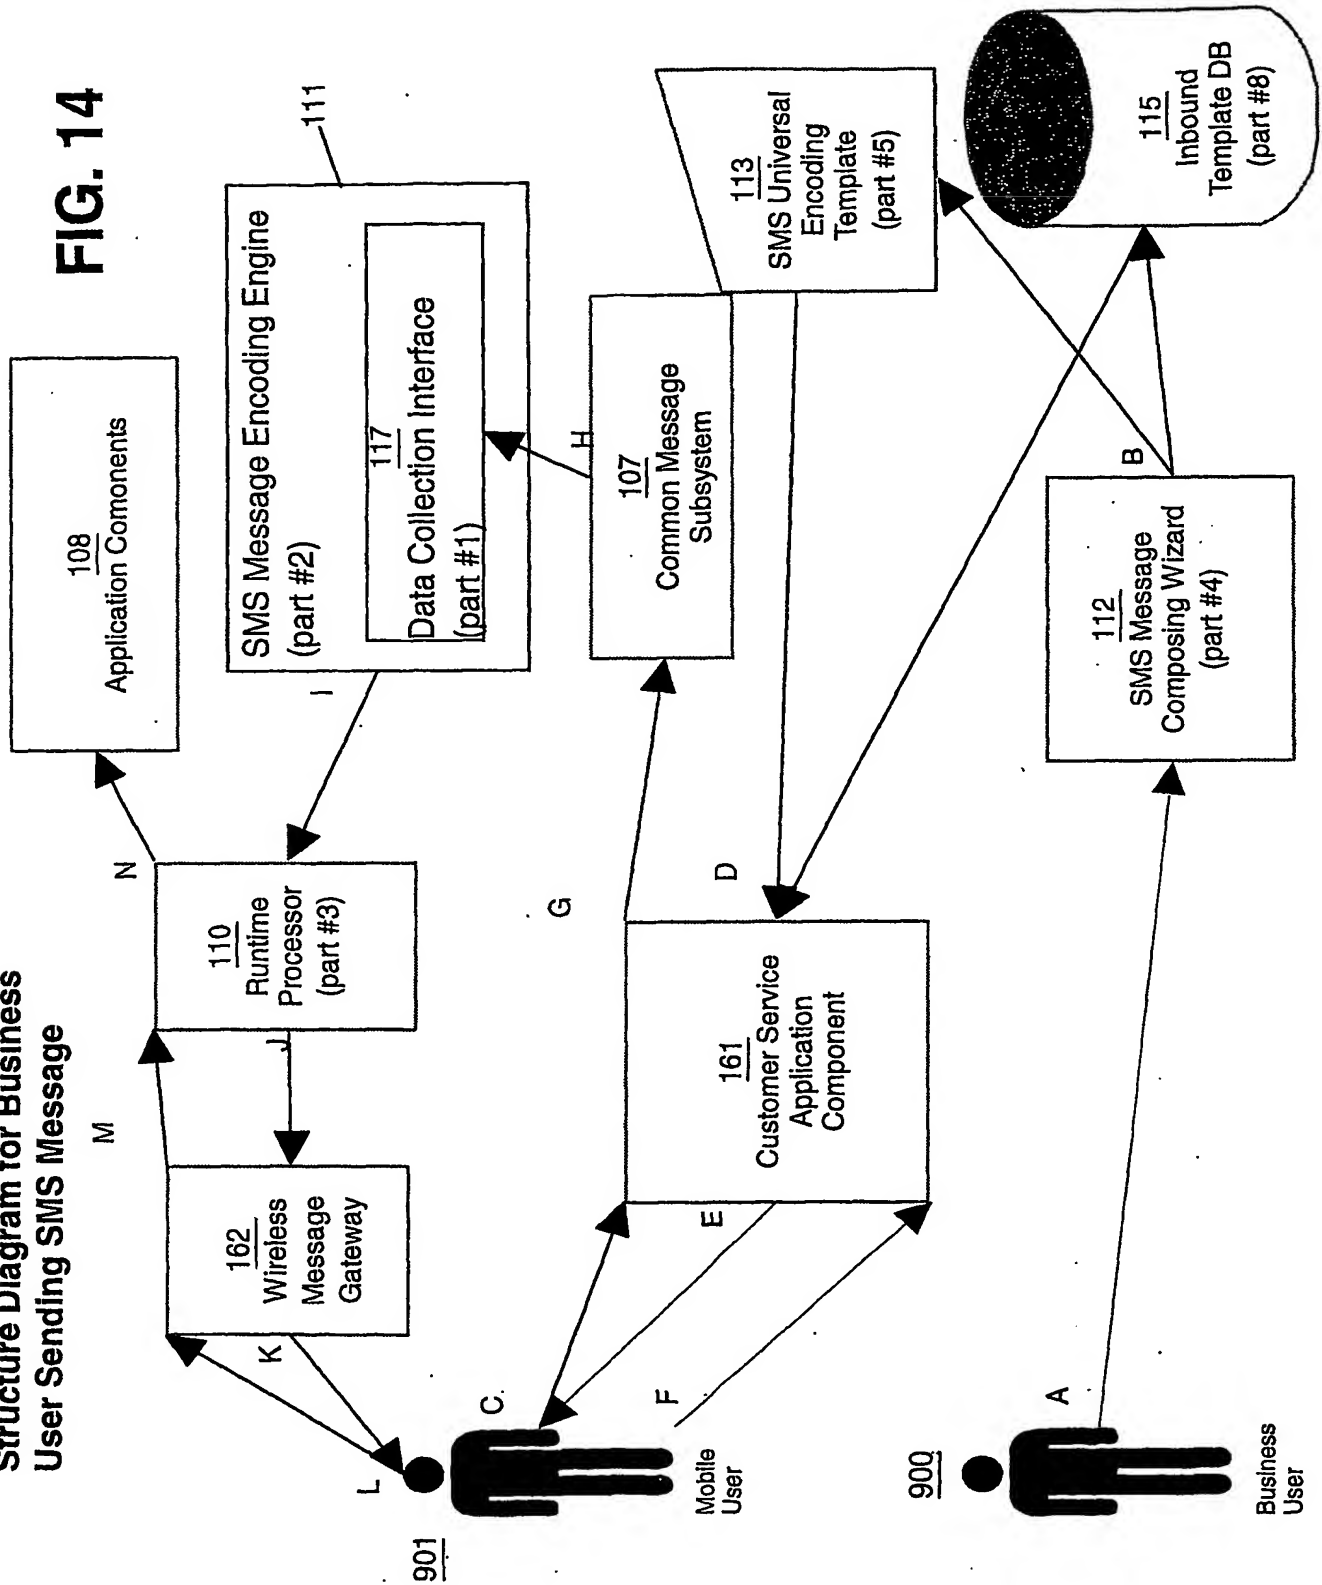 Structure Diagram for Business
User Sending SMS Message
FIG. 14
108
Application Comonents
111
SMS Message Encoding Engine
(part #2)
117
Data Collection Interface
(part #1)
N
M
I
110
Runtime
Processor
(part #3)
J
162
Wireless
Message
Gateway
K
L
901
H
107
Common Message
Subsystem
113
SMS Universal
Encoding
Template
(part #5)
G
D
161
Customer Service
Application
Component
E
C
F
Mobile
User
115
Inbound
Template DB
(part #8)
B
112
SMS Message
Composing Wizard
(part #4)
A
900
Business
User